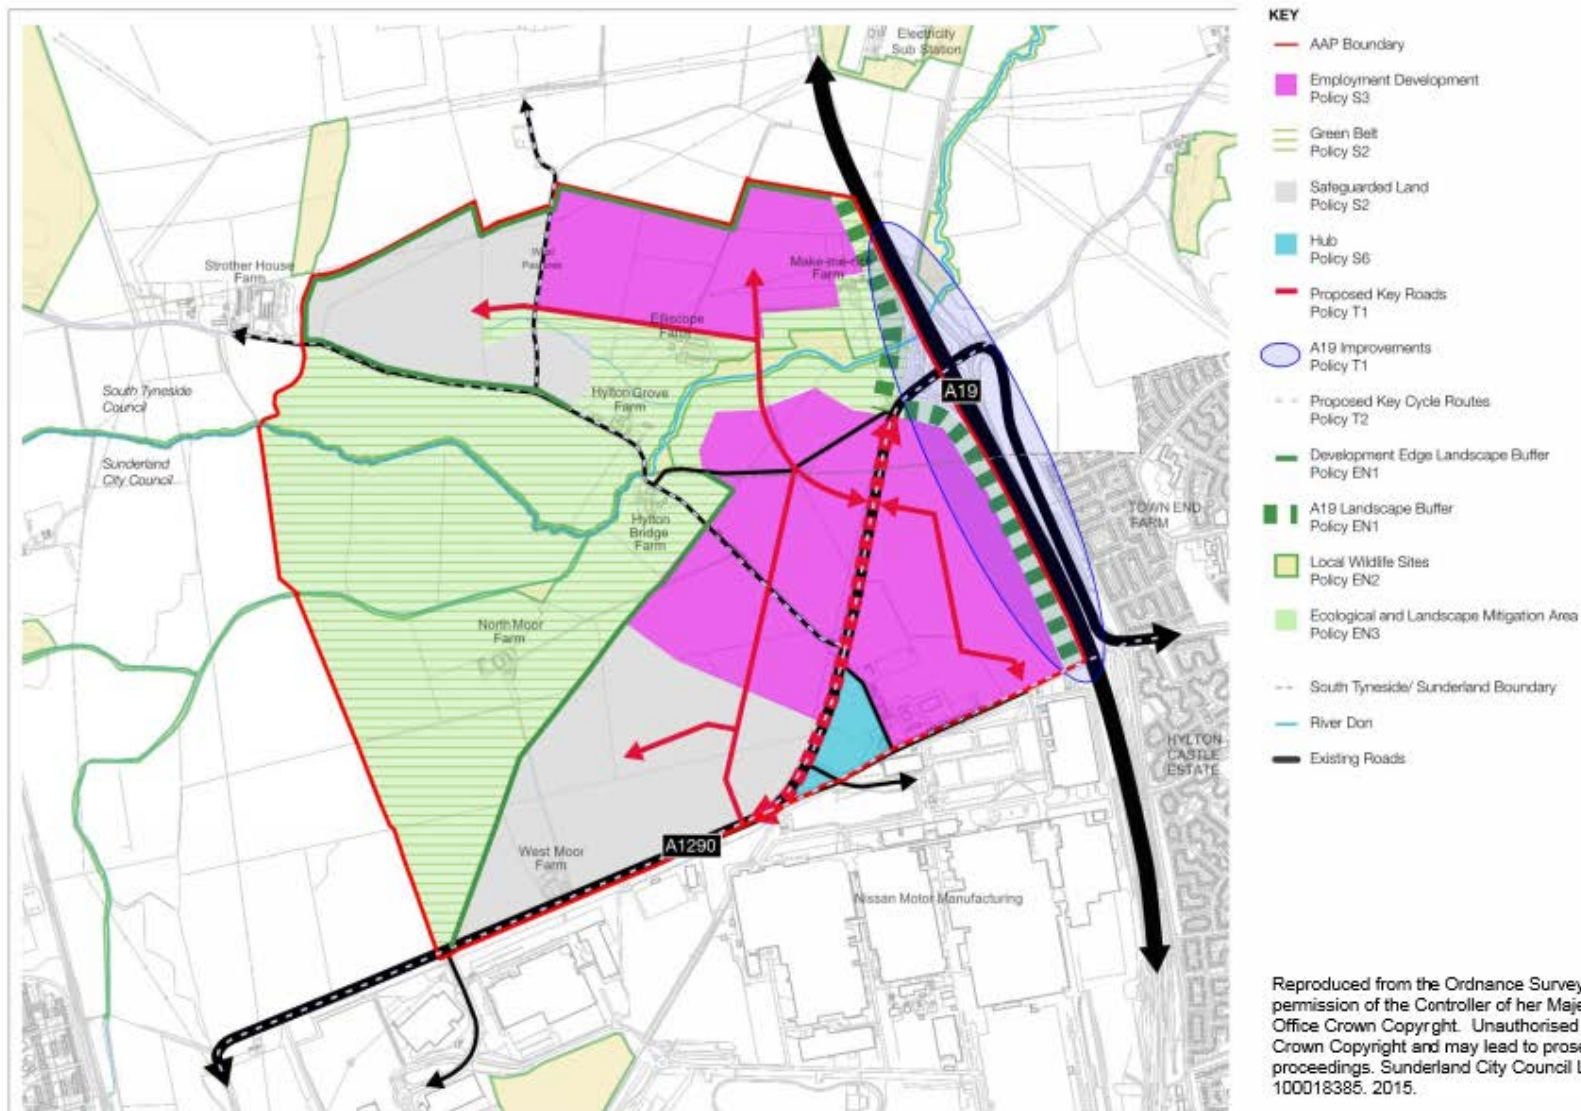 Electricity
Sub Station
Strother House
Farm
West
Pastures
Make-me-rich
Farm
Elliscope
Farm
Hylton Grove
Farm
A19
South Tyneside
Council
Sunderland
City Council
Hylton
Bridge
Farm
TOWN END
FARM
North Moor
Farm
HYLTON
CASTLE
ESTATE
West Moor
Farm
A1290
Nissan Motor Manufacturing
KEY
AAP Boundary
Employment Development
Policy S3
Green Belt
Policy S2
Safeguarded Land
Policy S2
Hub
Policy S6
Proposed Key Roads
Policy T1
A19 Improvements
Policy T1
Proposed Key Cycle Routes
Policy T2
Development Edge Landscape Buffer
Policy EN1
A19 Landscape Buffer
Policy EN1
Local Wildlife Sites
Policy EN2
Ecological and Landscape Mitigation Area
Policy EN3
South Tyneside/ Sunderland Boundary
River Don
Existing Roads
Reproduced from the Ordnance Survey
permission of the Controller of her Maje
Office Crown Copyrght. Unauthorised
Crown Copyright and may lead to prose
proceedings. Sunderland City Council L
100018385. 2015.